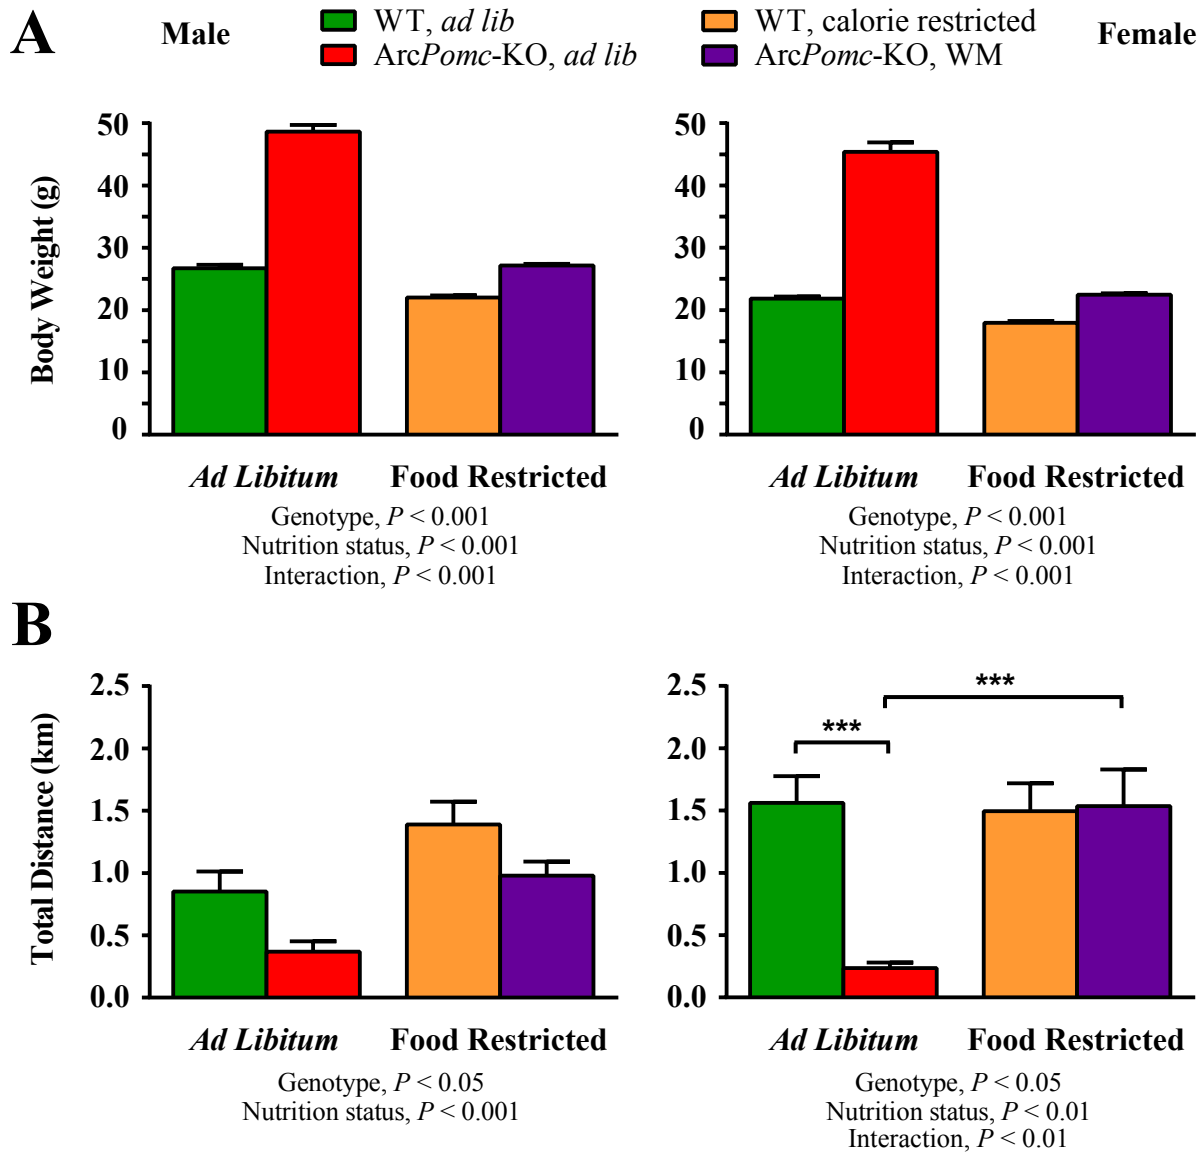 A
Male
WT, ad lib
ArcPomc-KO, ad lib
WT, calorie restricted
ArcPomc-KO, WM
Female
Body Weight (g)
50
40
30
20
10
0
Ad Libitum
Food Restricted
Genotype, P < 0.001
Nutrition status, P < 0.001
Interaction, P < 0.001
50
40
30
20
10
0
Ad Libitum
Food Restricted
Genotype, P < 0.001
Nutrition status, P < 0.001
Interaction, P < 0.001
B
Total Distance (km)
2.5
2.0
1.5
1.0
0.5
0.0
Ad Libitum
Food Restricted
Genotype, P < 0.05
Nutrition status, P < 0.001
2.5
2.0
1.5
1.0
0.5
0.0
***
***
Ad Libitum
Food Restricted
Genotype, P < 0.05
Nutrition status, P < 0.01
Interaction, P < 0.01